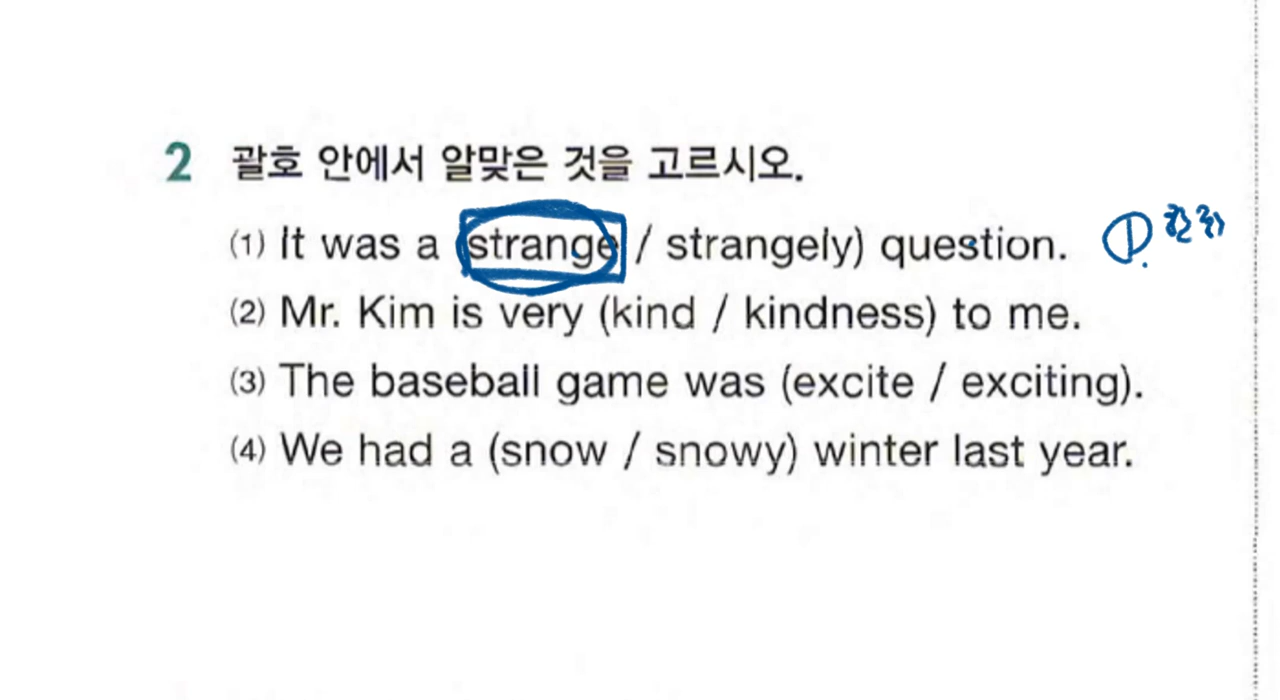 2 괄호 안에서 알맞은 것을 고르시오.
(1) It was a (strange / strangely) question. ①
(2) Mr. Kim is very (kind / kindness) to me.
(3) The baseball game was (excite / exciting).
(4) We had a (snow / snowy) winter last year.